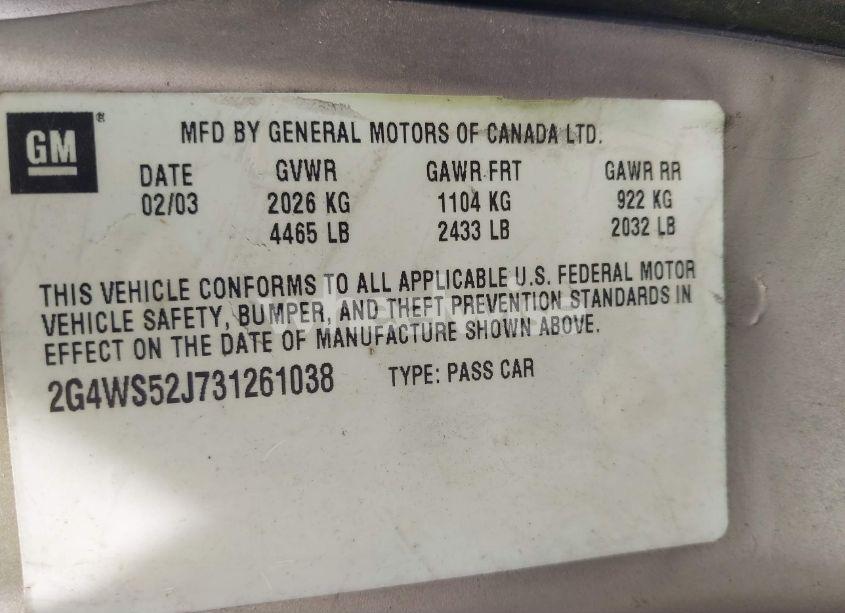 GM®
MFD BY GENERAL MOTORS OF CANADA LTD.
DATE GVWR GAWR FRT GAWR RR
02/03 2026 KG 1104 KG 922 KG
4465 LB 2433 LB 2032 LB
THIS VEHICLE CONFORMS TO ALL APPLICABLE U.S. FEDERAL MOTOR
VEHICLE SAFETY, BUMPER, AND THEFT PREVENTION STANDARDS IN
EFFECT ON THE DATE OF MANUFACTURE SHOWN ABOVE.
2G4WS52J731261038 TYPE: PASS CAR